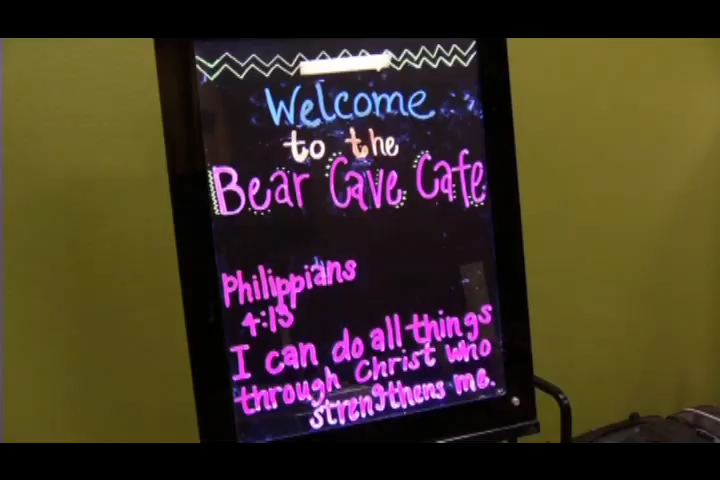 Welcome
to the
Bear Cave Cafe
Philippians
4:13
I can do all things
through Christ who
strengthens me.